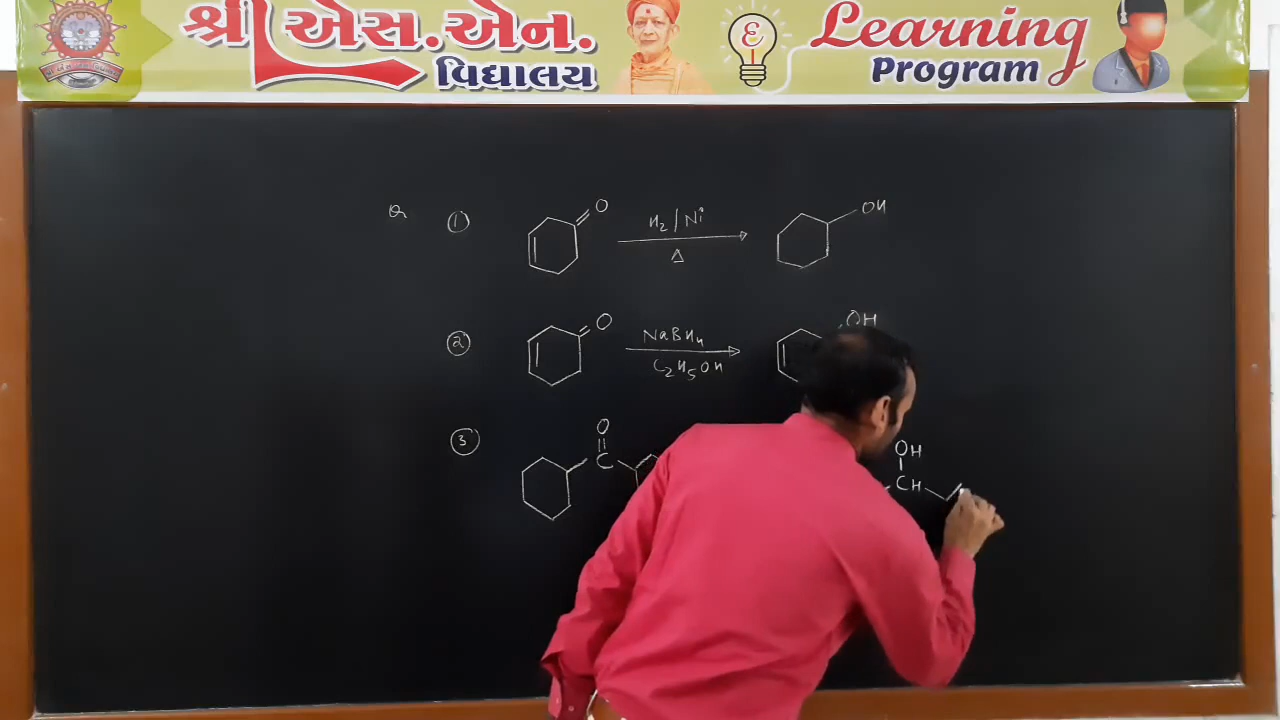 શ્રી એસ.એન. વિદ્યાલય
Learning Program
Q ① O H₂/Ni Δ OH
② O NaBH₄ C₂H₅OH OH
③ O C OH CH